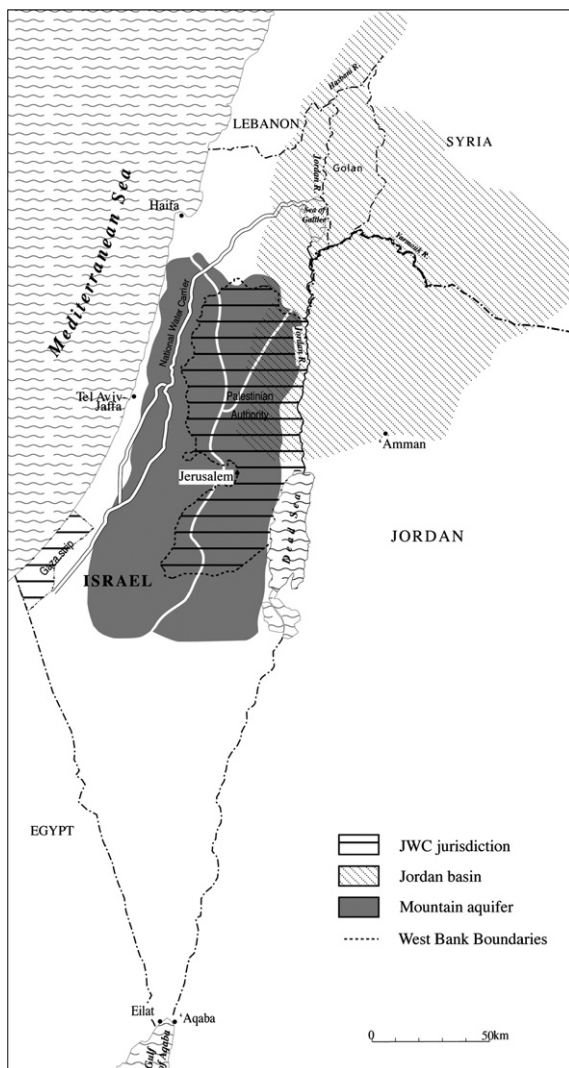 Hasbani R.
LEBANON
SYRIA
Jordan R.
Golan
Mediterranean Sea
Haifa
Sea of
Galilee
Yarmouk R.
National Water Carrier
Jordan R.
Tel Aviv-
Jaffa
Palestinian
Authority
Amman
Jerusalem
Dead Sea
JORDAN
Gaza strip
ISRAEL
EGYPT
JWC jurisdiction
Jordan basin
Mountain aquifer
West Bank Boundaries
Eilat
'Aqaba
Gulf
of Aqaba
0
50km